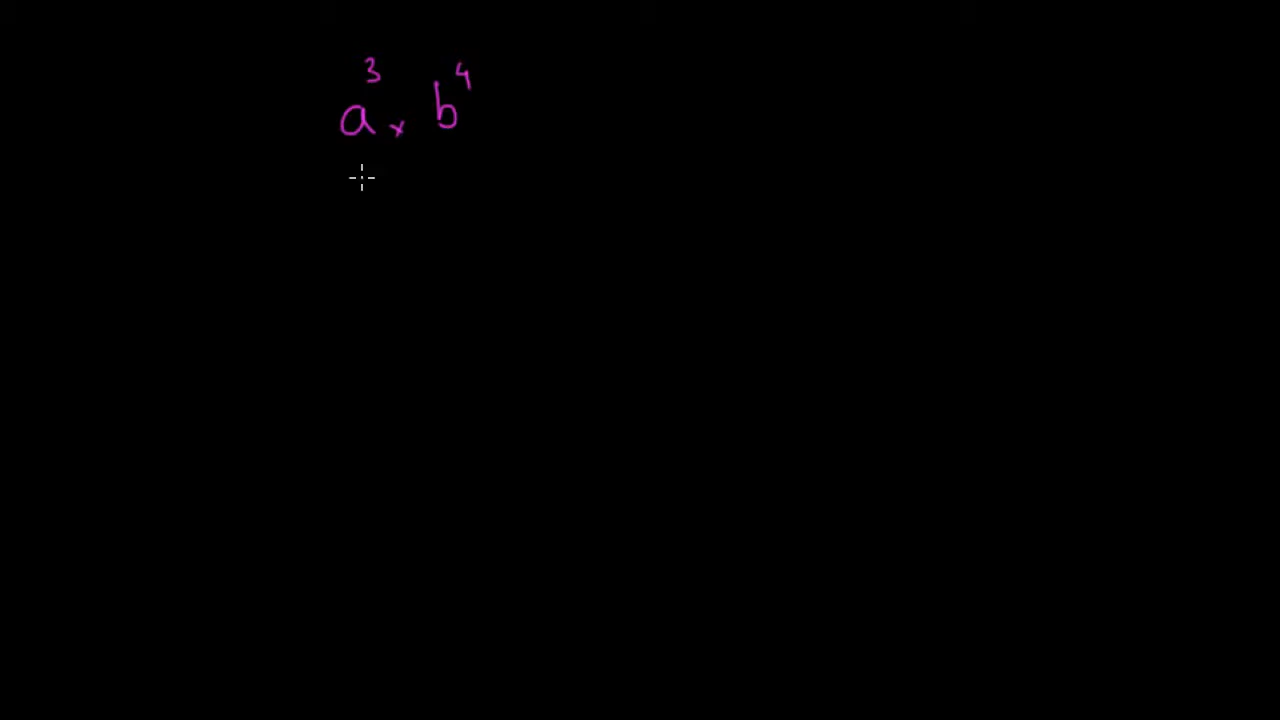 a³ × b⁴